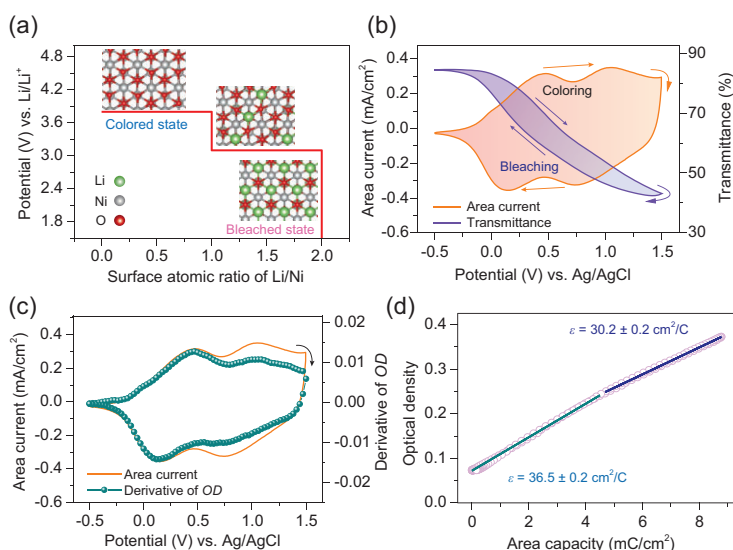 (a)
Potential (V) vs. Li/Li⁺
4.8
4.2
3.6
3.0
2.4
1.8
Colored state
Li
Ni
O
Bleached state
0.0 0.5 1.0 1.5 2.0
Surface atomic ratio of Li/Ni
(b)
Area current (mA/cm²)
0.4
0.2
0.0
-0.2
-0.4
-0.6
Coloring
Bleaching
Area current
Transmittance
90
70
50
30
Transmittance (%)
-0.5 0.0 0.5 1.0 1.5
Potential (V) vs. Ag/AgCl
(c)
Area current (mA/cm²)
0.4
0.2
0.0
-0.2
-0.4
-0.6
Area current
Derivative of OD
0.02
0.01
0.00
-0.01
-0.02
Derivative of OD
-0.5 0.0 0.5 1.0 1.5
Potential (V) vs. Ag/AgCl
(d)
Optical density
0.4
0.3
0.2
0.1
0.0
ε = 30.2 ± 0.2 cm²/C
ε = 36.5 ± 0.2 cm²/C
0 2 4 6 8
Area capacity (mC/cm²)